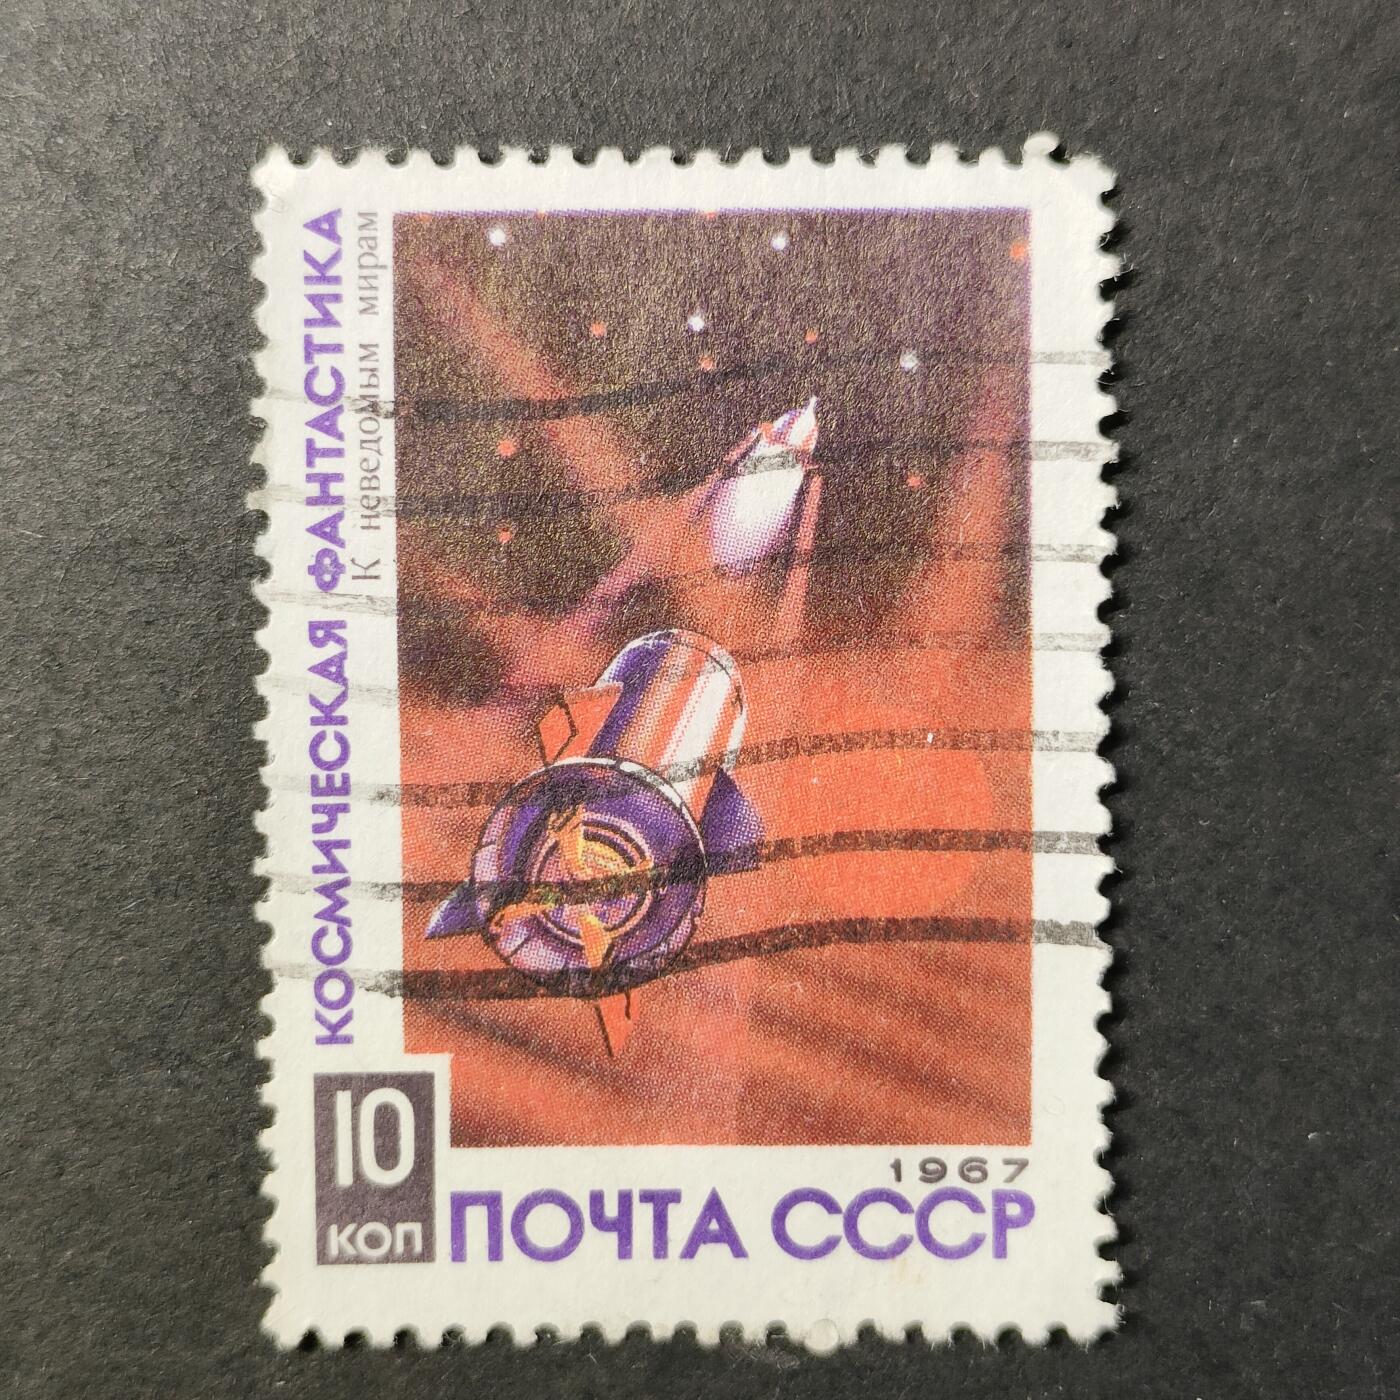 КОСМИЧЕСКАЯ ФАНТАСТИКА
К неведомым мирам
10
КОП
1967
ПОЧТА СССР